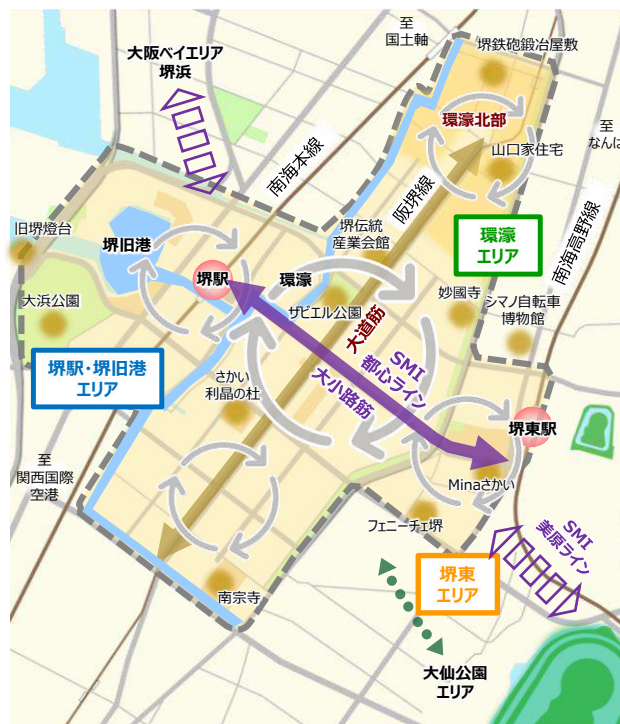 至
国土軸
堺鉄砲鍛冶屋敷
大阪ベイエリア
堺浜
環濠北部
至
なんば
山口家住宅
南海本線
阪堺線
南海高野線
旧堺燈台
堺旧港
堺伝統
産業会館
環濠
エリア
堺駅
環濠
妙國寺
シマノ自転車
博物館
大浜公園
ザビエル公園
大道筋
SMI
都心ライン
大小路筋
堺駅・堺旧港
エリア
さかい
利晶の杜
堺東駅
至
関西国際
空港
Minaさかい
フェニーチェ堺
SMI
美原ライン
堺東
エリア
南宗寺
大仙公園
エリア